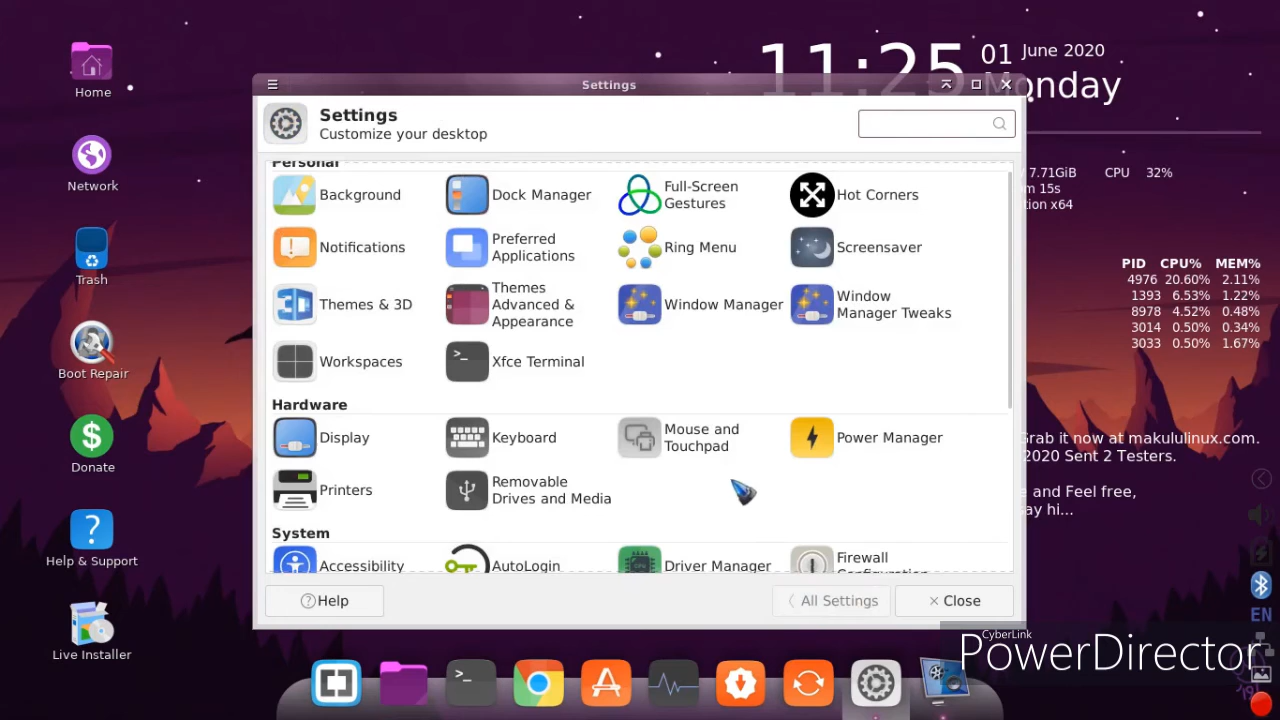 11:25
01
June 2020
Monday
Home
Network
Trash
Boot Repair
Donate
Help & Support
Live Installer
Settings
Settings
Customize your desktop
Personal
Background
Dock Manager
Full-Screen
Gestures
Hot Corners
Notifications
Preferred
Applications
Ring Menu
Screensaver
Themes & 3D
Themes
Advanced &
Appearance
Window Manager
Window
Manager Tweaks
Workspaces
Xfce Terminal
Hardware
Display
Keyboard
Mouse and
Touchpad
Power Manager
Printers
Removable
Drives and Media
System
Accessibility
AutoLogin
Driver Manager
Firewall
Configuration
Help
All Settings
Close
/ 7.71GiB CPU 32%
m 15s
tion x64
PID CPU% MEM%
4976 20.60% 2.11%
1393 6.53% 1.22%
8978 4.52% 0.48%
3014 0.50% 0.34%
3033 0.50% 1.67%
Grab it now at makululinux.com.
2020 Sent 2 Testers.
e and Feel free,
ay hi...
EN
CyberLink
PowerDirector